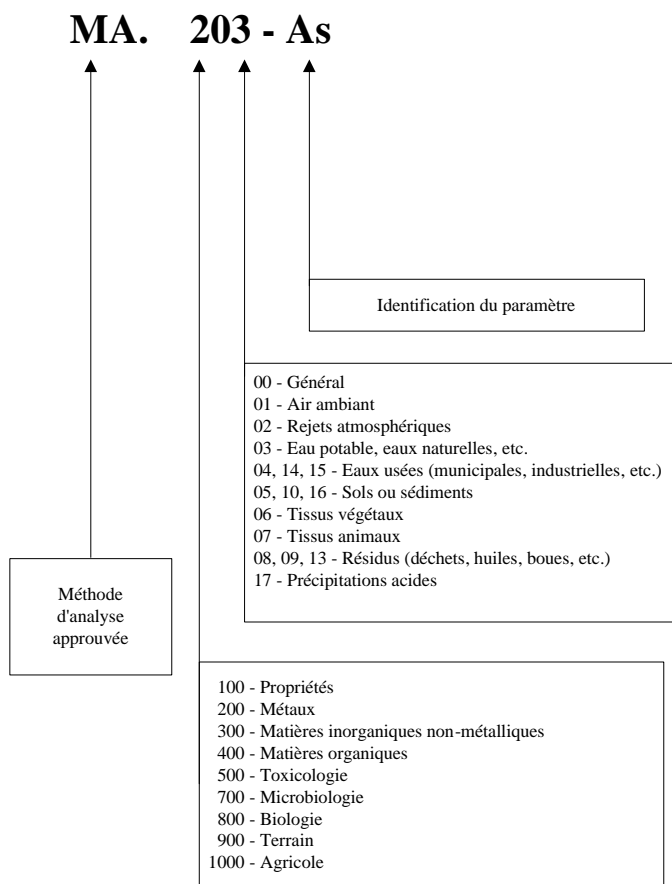 MA. 203 - As
Identification du paramètre
00 - Général
01 - Air ambiant
02 - Rejets atmosphériques
03 - Eau potable, eaux naturelles, etc.
04, 14, 15 - Eaux usées (municipales, industrielles, etc.)
05, 10, 16 - Sols ou sédiments
06 - Tissus végétaux
07 - Tissus animaux
08, 09, 13 - Résidus (déchets, huiles, boues, etc.)
17 - Précipitations acides
Méthode
d'analyse
approuvée
100 - Propriétés
200 - Métaux
300 - Matières inorganiques non-métalliques
400 - Matières organiques
500 - Toxicologie
700 - Microbiologie
800 - Biologie
900 - Terrain
1000 - Agricole